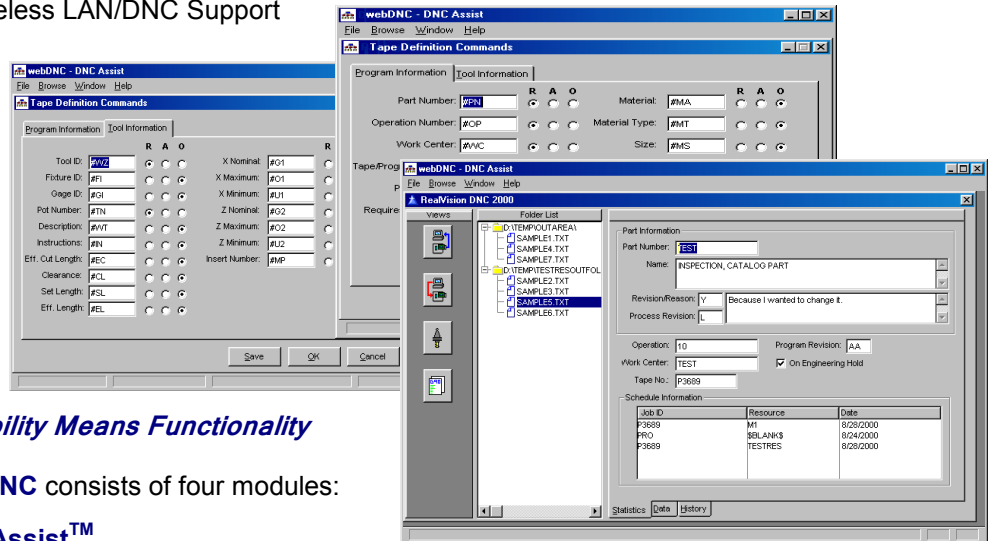 eless LAN/DNC Support
webDNC - DNC Assist
File Browse Window Help
Tape Definition Commands
Program Information Tool Information
R A O
Tool ID: #WZ
Fixture ID: #FI
Gage ID: #GI
Pot Number: #TN
Description: #WT
Instructions: #IN
Eff. Cut Length: #EC
Clearance: #CL
Set Length: #SL
Eff. Length: #EL
R
X Nominal: #G1
X Maximum: #O1
X Minimum: #U1
Z Nominal: #G2
Z Maximum: #O2
Z Minimum: #U2
Insert Number: #MP
Save OK Cancel
webDNC - DNC Assist
File Browse Window Help
Tape Definition Commands
Program Information Tool Information
R A O R A O
Part Number: #PN Material: #MA
Operation Number: #OP Material Type: #MT
Work Center: #WC Size: #MS
Tape/Prog
P
Require
webDNC - DNC Assist
File Browse Window Help
RealVision DNC 2000
Views Folder List
D:\TEMP\OUTAREA\
SAMPLE1.TXT
SAMPLE4.TXT
SAMPLE7.TXT
D:\TEMP\TESTRESOUTFOL
SAMPLE2.TXT
SAMPLE3.TXT
SAMPLE5.TXT
SAMPLE6.TXT
Part Information
Part Number: TEST
Name: INSPECTION, CATALOG PART
Revision/Reason: Y Because I wanted to change it.
Process Revision: L
Operation: 10 Program Revision: AA
Work Center: TEST On Engineering Hold
Tape No.: P3689
Schedule Information
Job ID Resource Date
P3689 M1 8/28/2000
PRO $BLANK$ 8/24/2000
P3689 TESTRES 8/28/2000
Statistics Data History
bility Means Functionality
NC consists of four modules:
Assist™